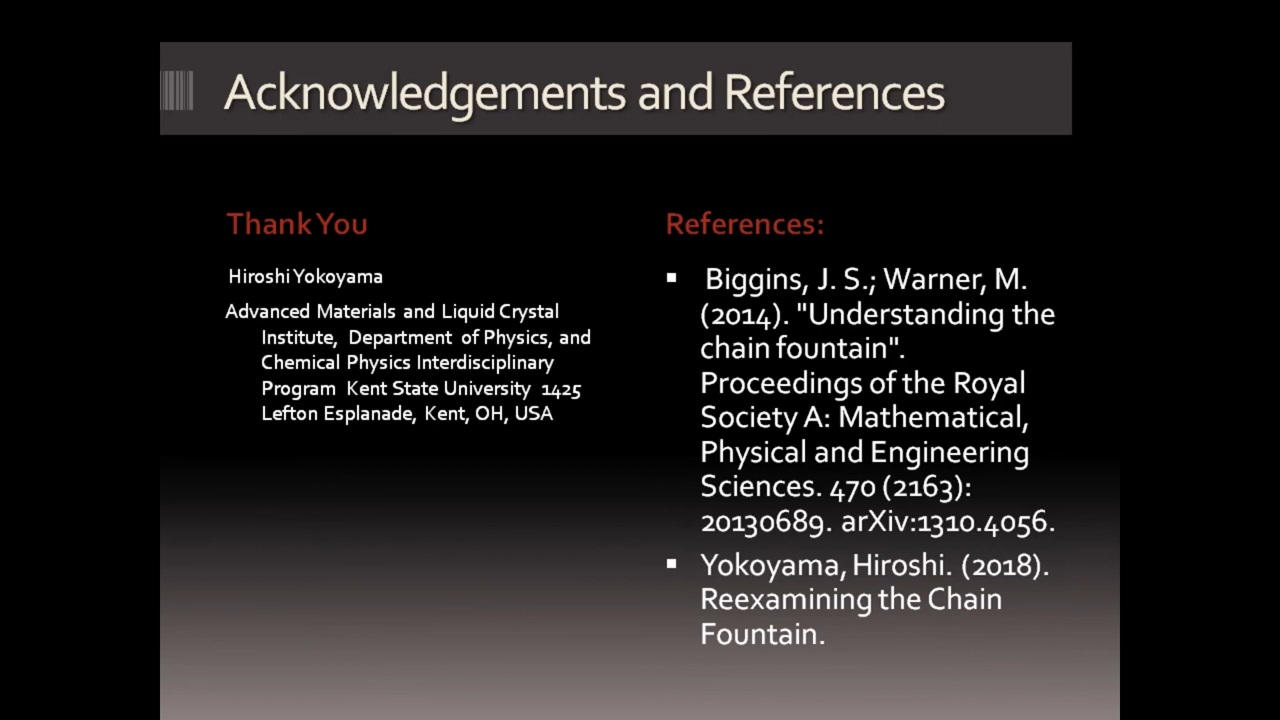 Acknowledgements and References
Thank You
Hiroshi Yokoyama
Advanced Materials and Liquid Crystal
Institute, Department of Physics, and
Chemical Physics Interdisciplinary
Program Kent State University 1425
Lefton Esplanade, Kent, OH, USA
References:
▪ Biggins, J. S.; Warner, M.
(2014). "Understanding the
chain fountain".
Proceedings of the Royal
Society A: Mathematical,
Physical and Engineering
Sciences. 470 (2163):
20130689. arXiv:1310.4056.
▪ Yokoyama, Hiroshi. (2018).
Reexamining the Chain
Fountain.